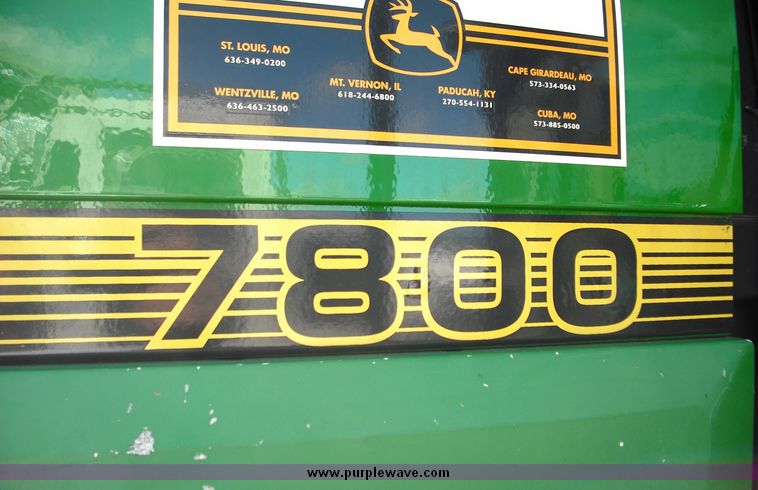 ST. LOUIS, MO
636-349-0200
WENTZVILLE, MO
636-463-2500
MT. VERNON, IL
618-244-6800
PADUCAH, KY
270-554-1131
CAPE GIRARDEAU, MO
573-334-0563
CUBA, MO
573-885-0500
7800
www.purplewave.com